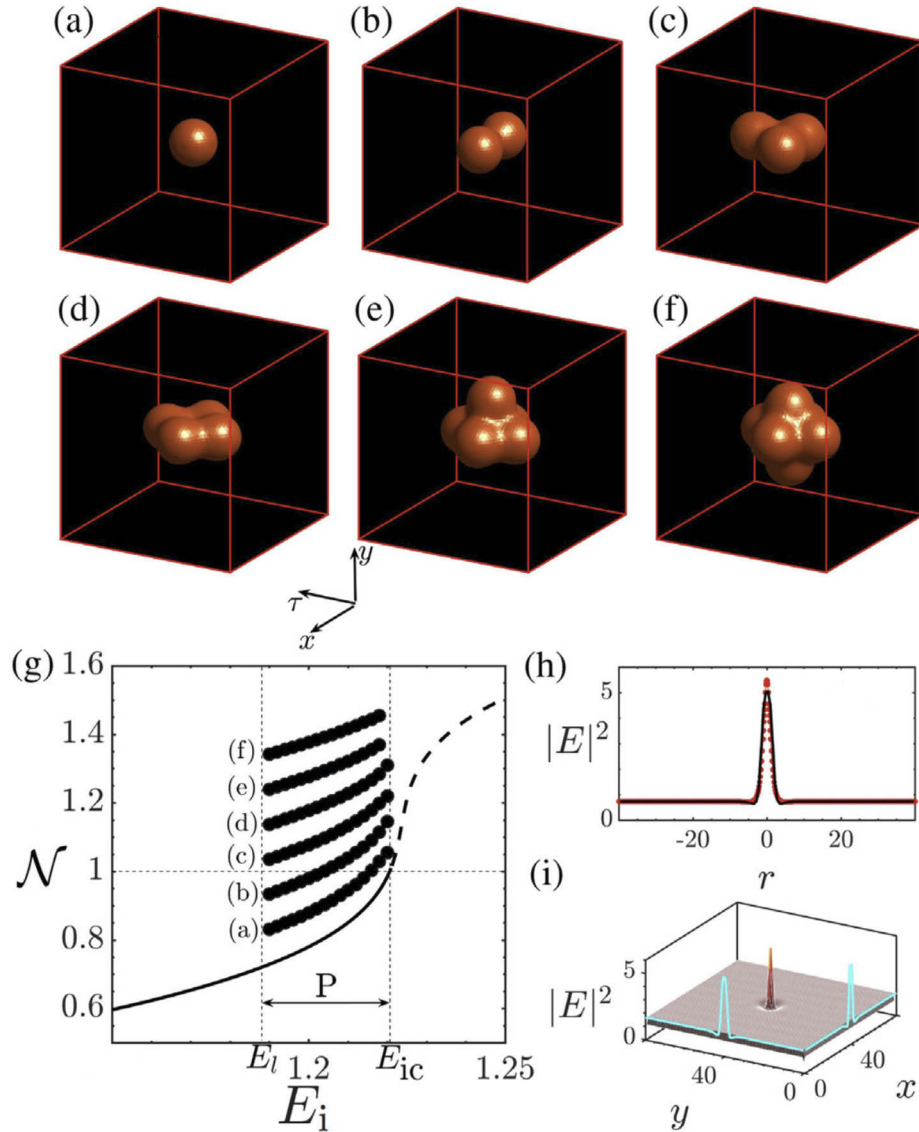 (a) (b) (c)
(d) (e) (f)
y
τ
x
(g)
1.6
1.4
1.2
1
0.8
0.6
𝒩
(f)
(e)
(d)
(c)
(b)
(a)
P
E_l 1.2 E_ic 1.25
E_i
(h)
5
|E|^2
0
-20 0 20
r
(i)
5
|E|^2
0
40 0 0 40
y x